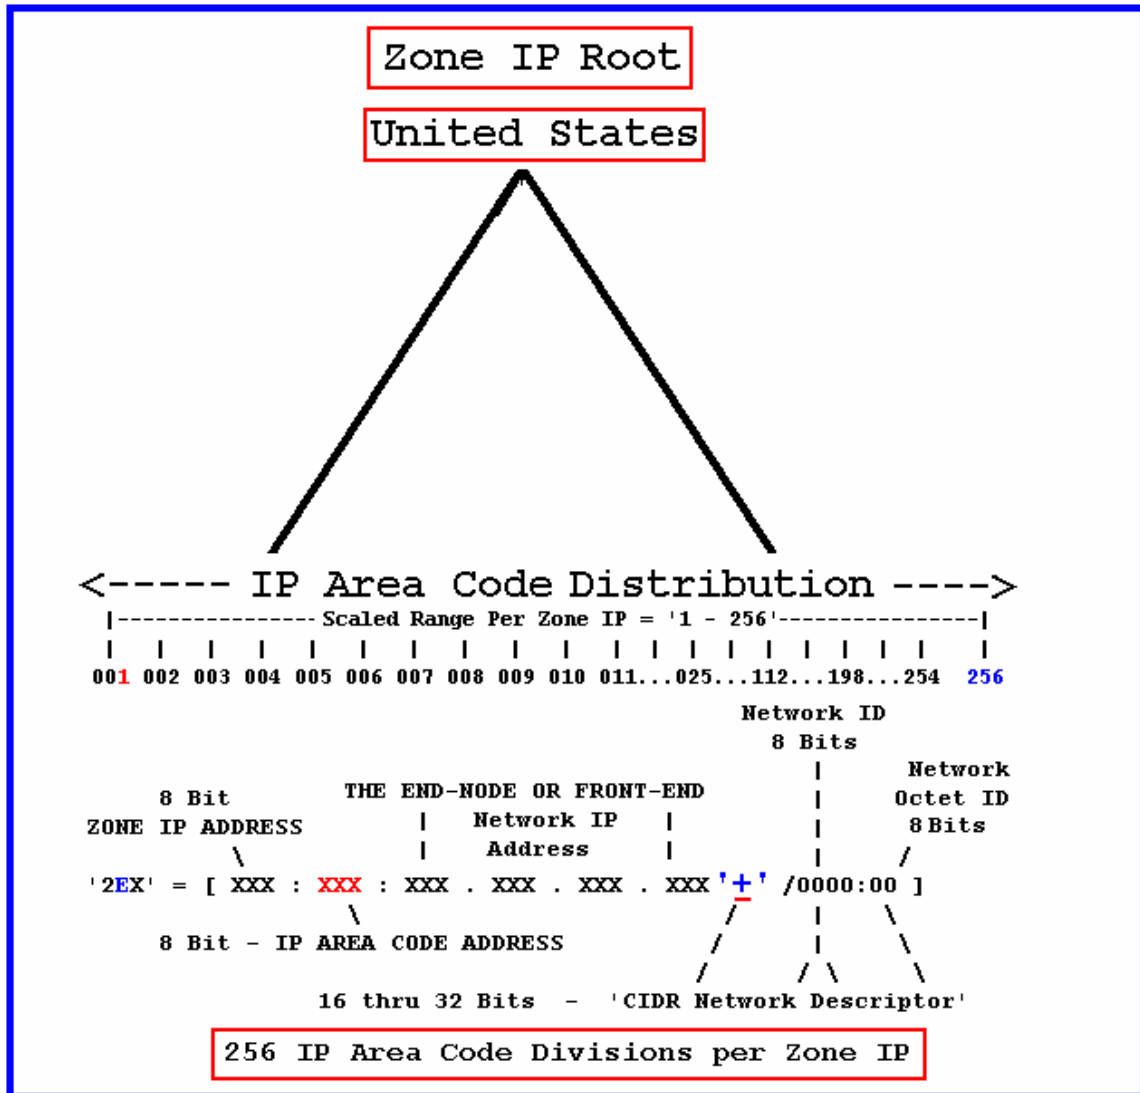 Zone IP Root
United States
<----- IP Area Code Distribution ---->
|---------------- Scaled Range Per Zone IP = '1 - 256'----------------|
| | | | | | | | | | | | | | | | | | |
001 002 003 004 005 006 007 008 009 010 011...025...112...198...254 256
Network ID
8 Bits
Network
Octet ID
8 Bits
8 Bit
ZONE IP ADDRESS
THE END-NODE OR FRONT-END
| Network IP |
| Address |
'2EX' = [ XXX : XXX : XXX . XXX . XXX . XXX '+' /0000:00 ]
8 Bit - IP AREA CODE ADDRESS
16 thru 32 Bits - 'CIDR Network Descriptor'
256 IP Area Code Divisions per Zone IP